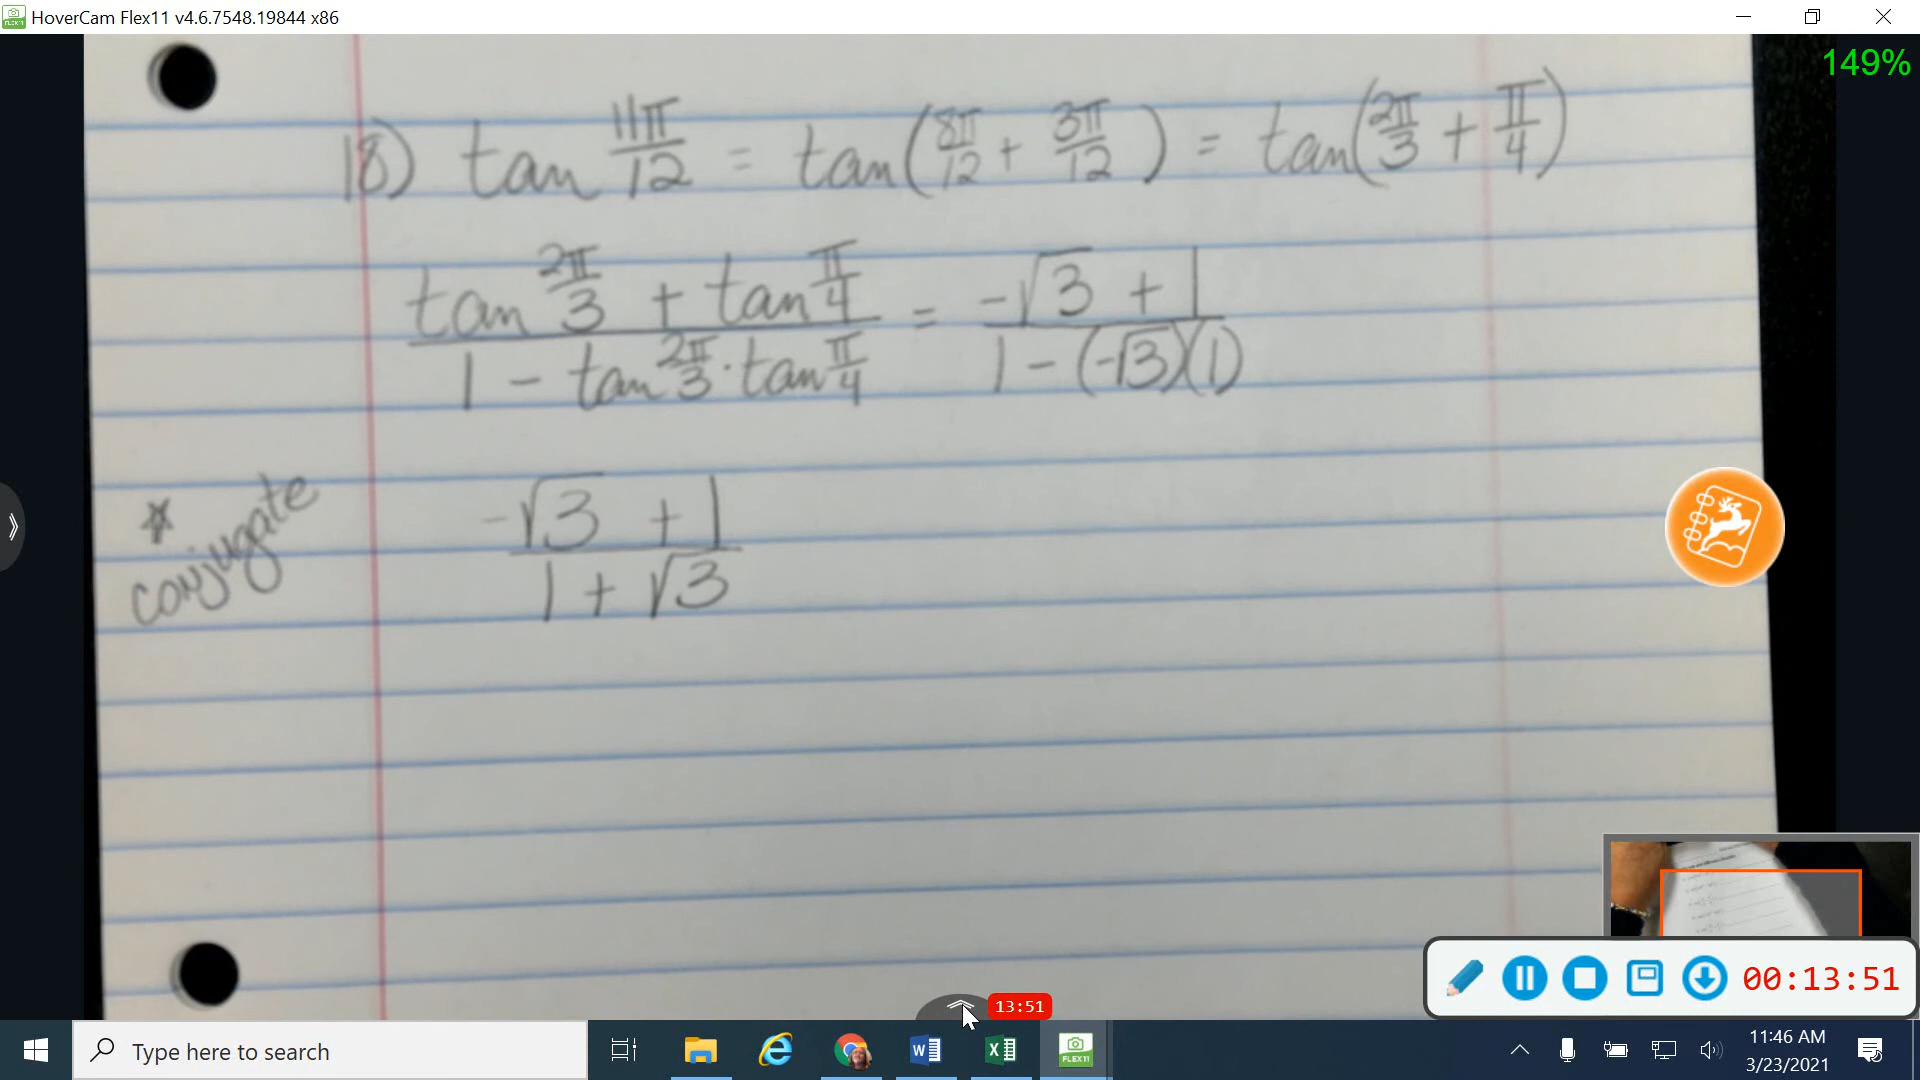 HoverCam Flex11 v4.6.7548.19844 x86
149%
18) tan 11π/12 = tan(8π/12 + 3π/12) = tan(2π/3 + π/4)
(tan 2π/3 + tan π/4)/(1 - tan 2π/3 · tan π/4) = (-√3 + 1)/(1 - (-√3)(1))
* conjugate
(-√3 + 1)/(1 + √3)
00:13:51
13:51
Type here to search
FLEX11
11:46 AM
3/23/2021